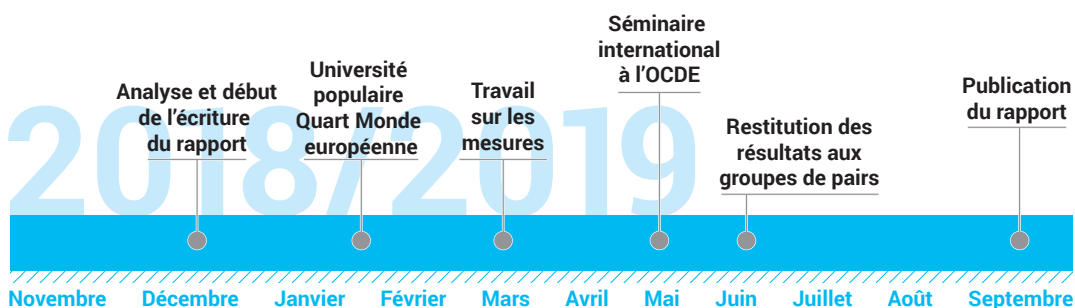 2018/2019
Analyse et début
de l'écriture
du rapport
Université
populaire
Quart Monde
européenne
Travail
sur les
mesures
Séminaire
international
à l'OCDE
Restitution des
résultats aux
groupes de pairs
Publication
du rapport
Novembre Décembre Janvier Février Mars Avril Mai Juin Juillet Août Septembre